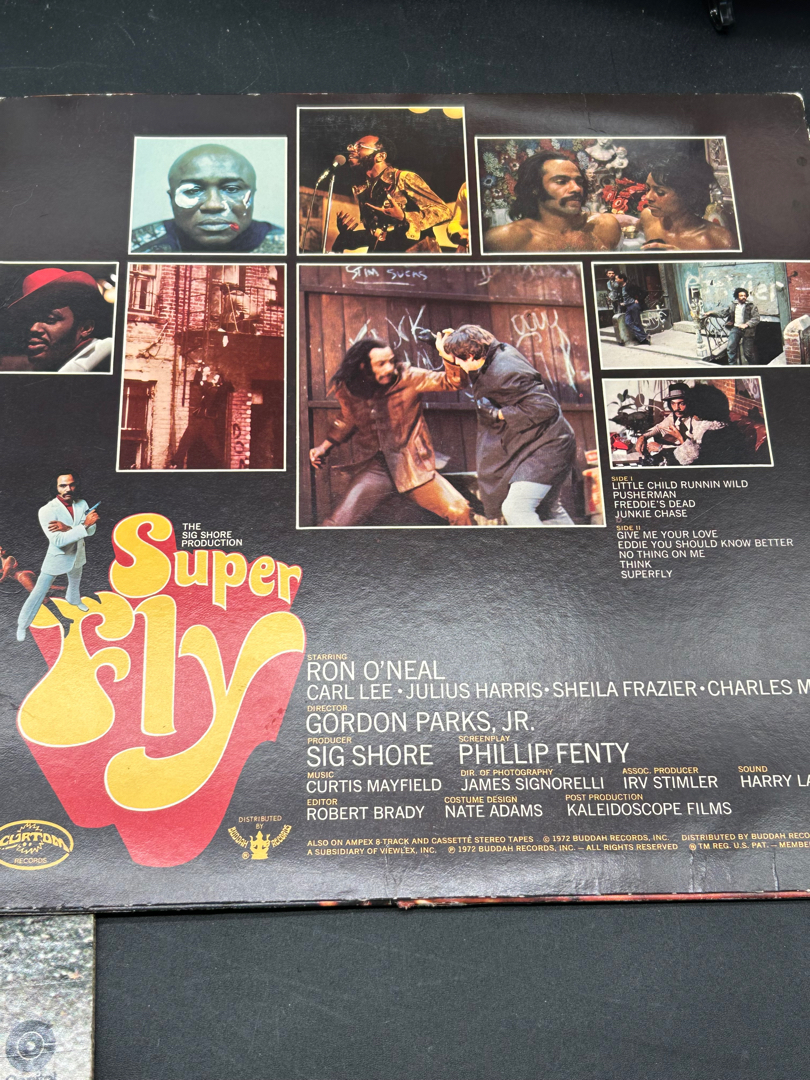 STIM SUCKS
SIDE I
LITTLE CHILD RUNNIN WILD
PUSHERMAN
FREDDIE'S DEAD
JUNKIE CHASE
SIDE II
GIVE ME YOUR LOVE
EDDIE YOU SHOULD KNOW BETTER
NO THING ON ME
THINK
SUPERFLY
THE
SIG SHORE
PRODUCTION
Super
Fly
STARRING
RON O'NEAL
CARL LEE • JULIUS HARRIS • SHEILA FRAZIER • CHARLES M
DIRECTOR
GORDON PARKS, JR.
PRODUCER SCREENPLAY
SIG SHORE PHILLIP FENTY
MUSIC DIR. OF PHOTOGRAPHY ASSOC. PRODUCER SOUND
CURTIS MAYFIELD JAMES SIGNORELLI IRV STIMLER HARRY LA
EDITOR COSTUME DESIGN POST PRODUCTION
ROBERT BRADY NATE ADAMS KALEIDOSCOPE FILMS
CURTOM
RECORDS
DISTRIBUTED
BY
BUDDAH RECORDS
®
ALSO ON AMPEX 8-TRACK AND CASSETTE STEREO TAPES © 1972 BUDDAH RECORDS, INC. DISTRIBUTED BY BUDDAH RECO
A SUBSIDIARY OF VIEWLEX, INC. ℗ 1972 BUDDAH RECORDS, INC. — ALL RIGHTS RESERVED ® TM REG. U.S. PAT. — MEMBE
Capitol